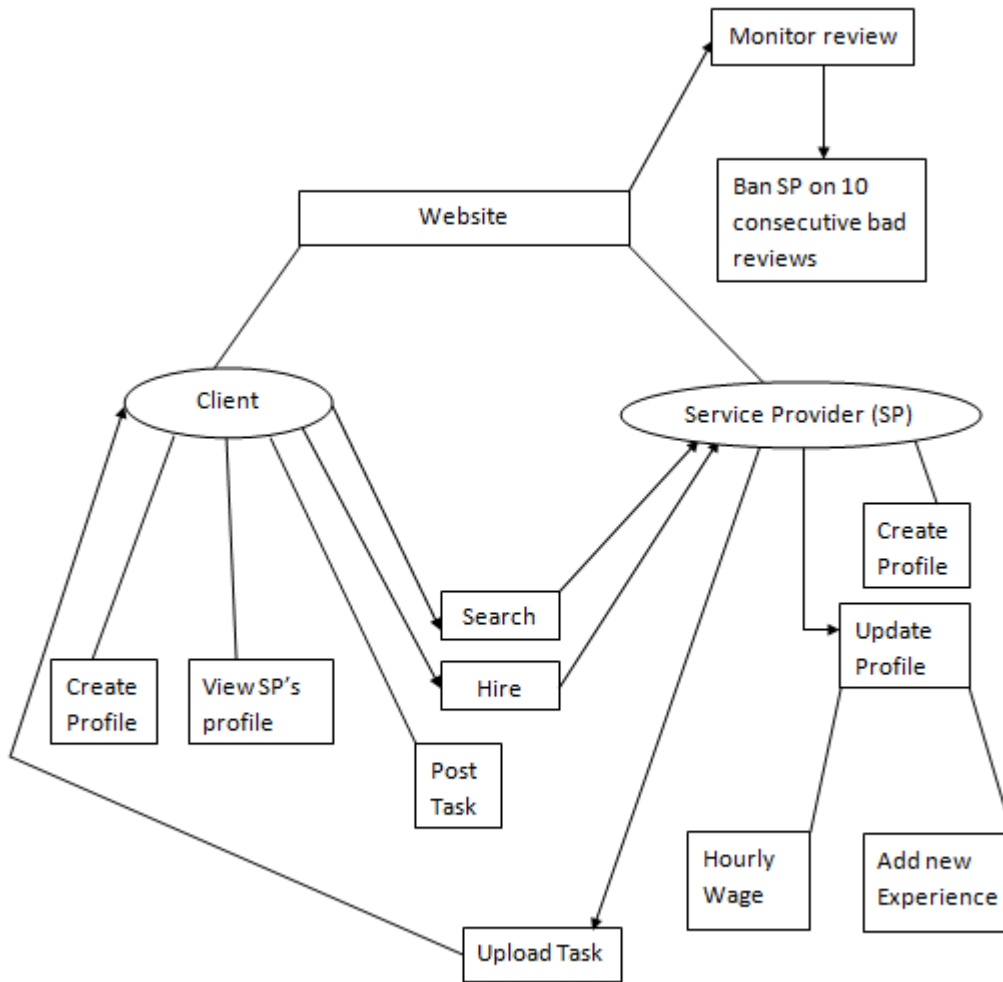 Monitor review
Ban SP on 10
consecutive bad
reviews
Website
Client
Service Provider (SP)
Create
Profile
Search
Update
Profile
Create
Profile
View SP’s
profile
Hire
Post
Task
Hourly
Wage
Add new
Experience
Upload Task